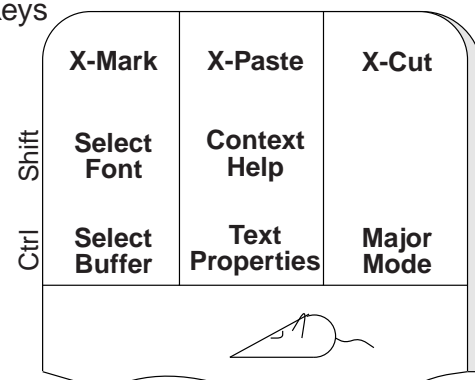 eys
X-Mark X-Paste X-Cut
Shift Select Font Context Help
Ctrl Select Buffer Text Properties Major Mode